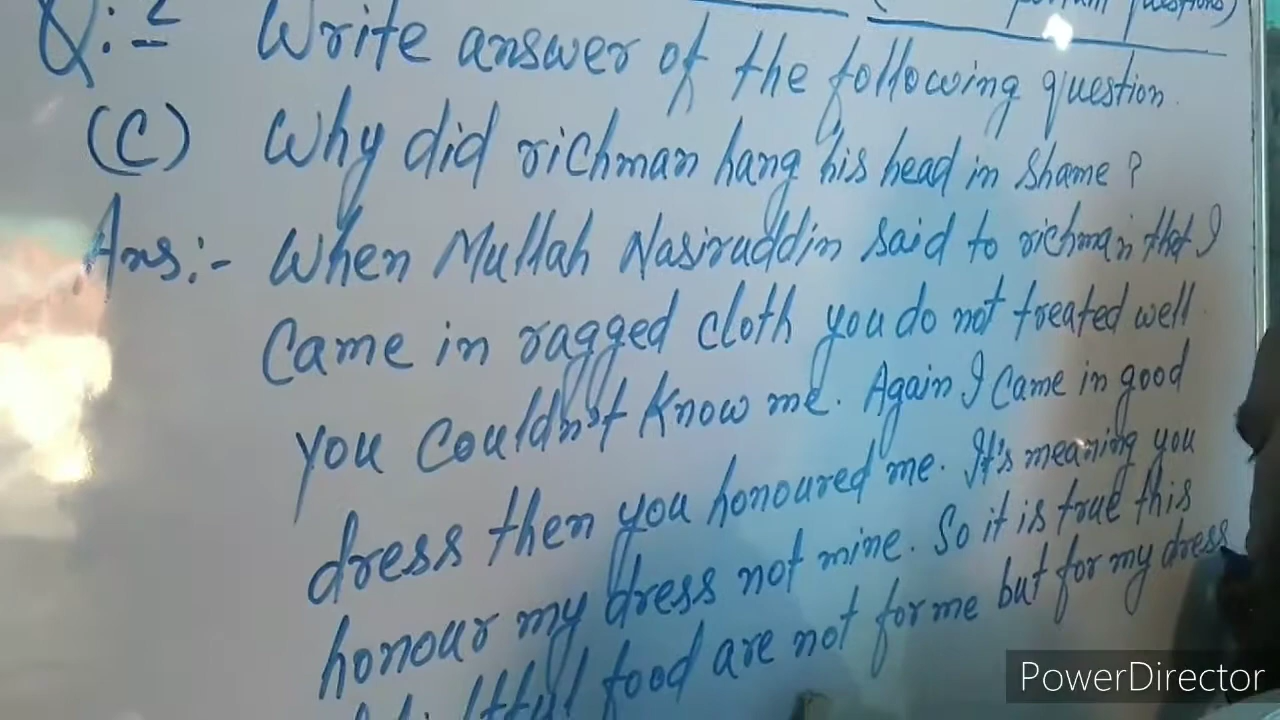 portant questions)
Q:-2 Write answer of the following question.
(C) Why did richman hang his head in shame?
Ans:- When Mullah Nasiruddin said to richman that I
Came in ragged cloth you do not treated well
you Couldn't Know me. Again I Came in good
dress then you honoured me. It's meaning you
honour my dress not mine. So it is true this
food are not for me but for my dress
PowerDirector